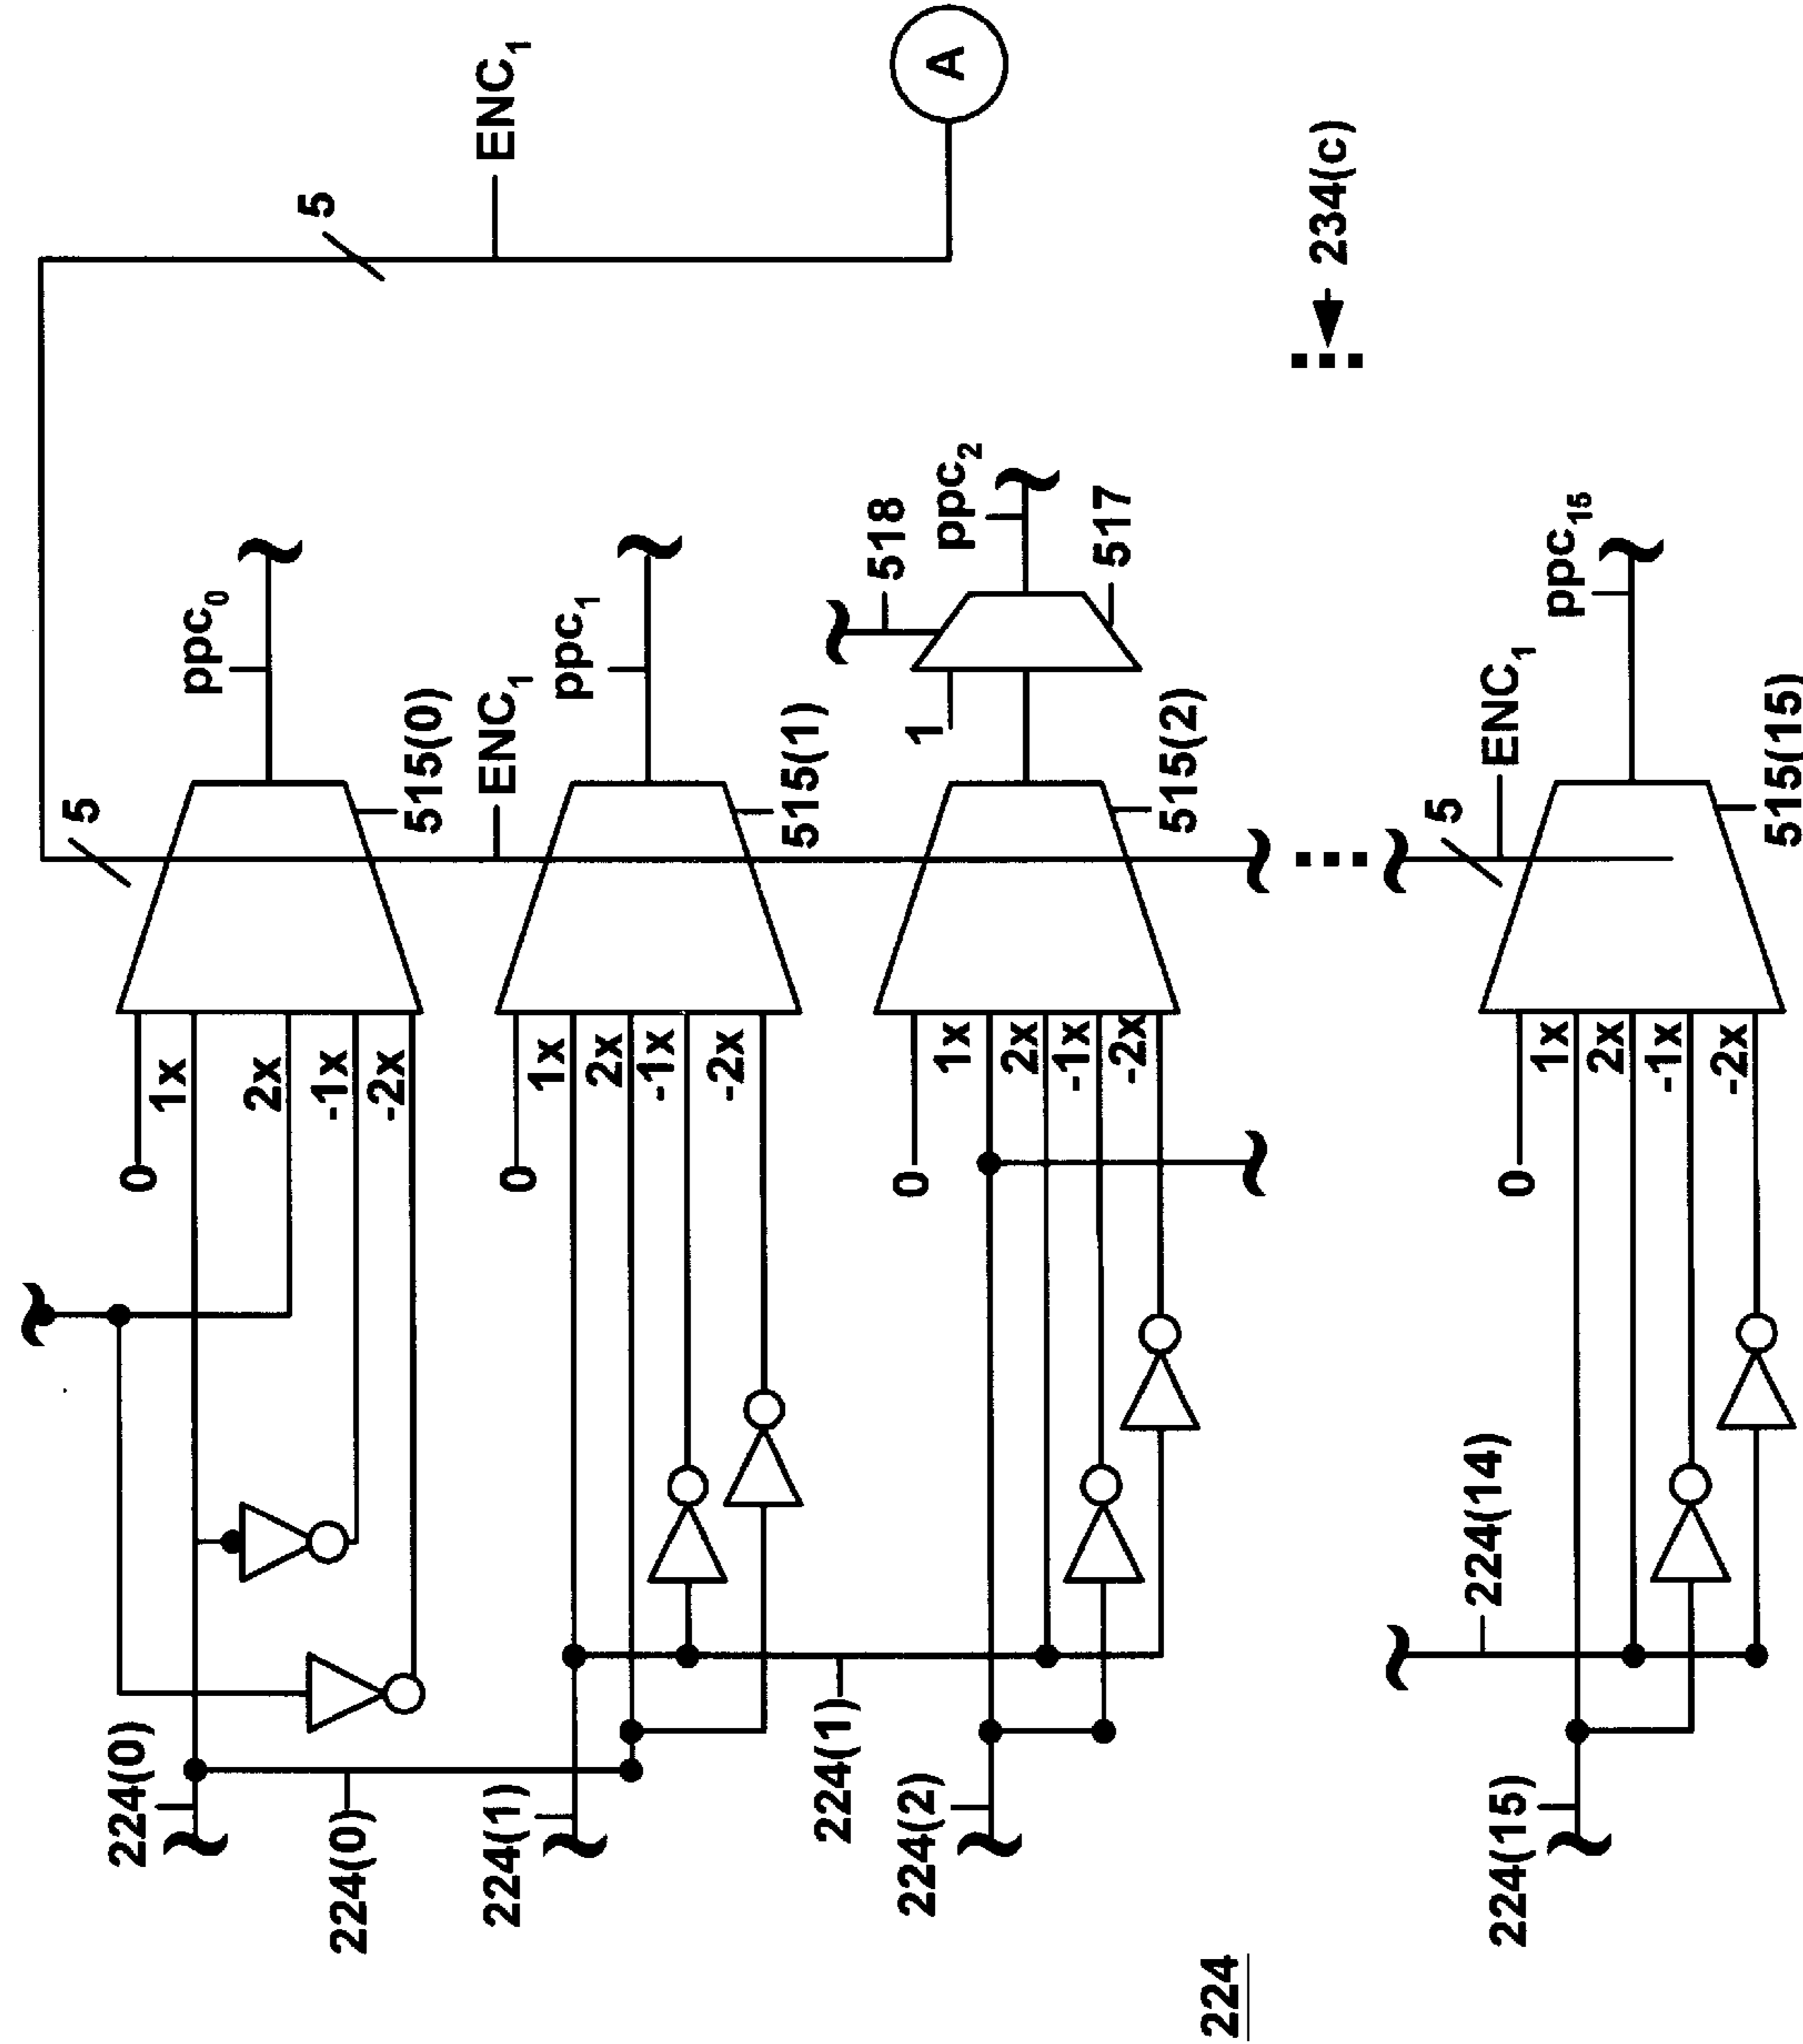 5
ENC1
A
234(c)
5
ppc0
515(0)
ENC1
ppc1
515(1)
518
ppc2
517
1
515(2)
5
ENC1
ppc15
515(15)
0
1x
2x
-1x
-2x
0
1x
2x
-1x
-2x
0
1x
2x
-1x
-2x
0
1x
2x
-1x
-2x
224(0)
224(0)
224(1)
224(1)
224(2)
224(14)
224(15)
224